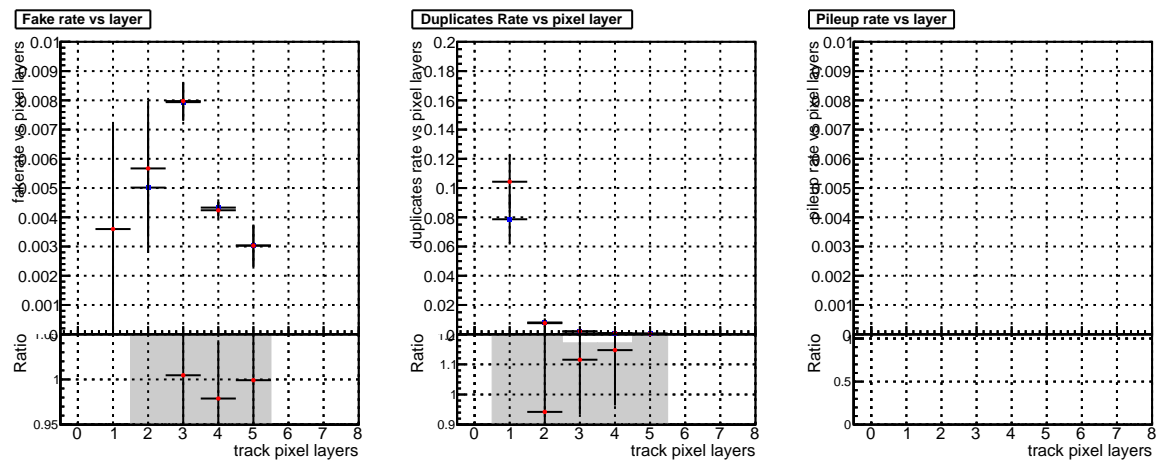 Fake rate vs layer
fakerate vs pixel layers
0.01
0.009
0.008
0.007
0.006
0.005
0.004
0.003
0.002
0.001
0
Ratio
1
0.95
0 1 2 3 4 5 6 7 8
track pixel layers
Duplicates Rate vs pixel layer
duplicates rate vs pixel layers
0.2
0.18
0.16
0.14
0.12
0.1
0.08
0.06
0.04
0.02
Ratio
1.1
1
0.9
0 1 2 3 4 5 6 7 8
track pixel layers
Pileup rate vs layer
pileup rate vs pixel layers
0.01
0.009
0.008
0.007
0.006
0.005
0.004
0.003
0.002
0.001
Ratio
0.5
0
0 1 2 3 4 5 6 7 8
track pixel layers